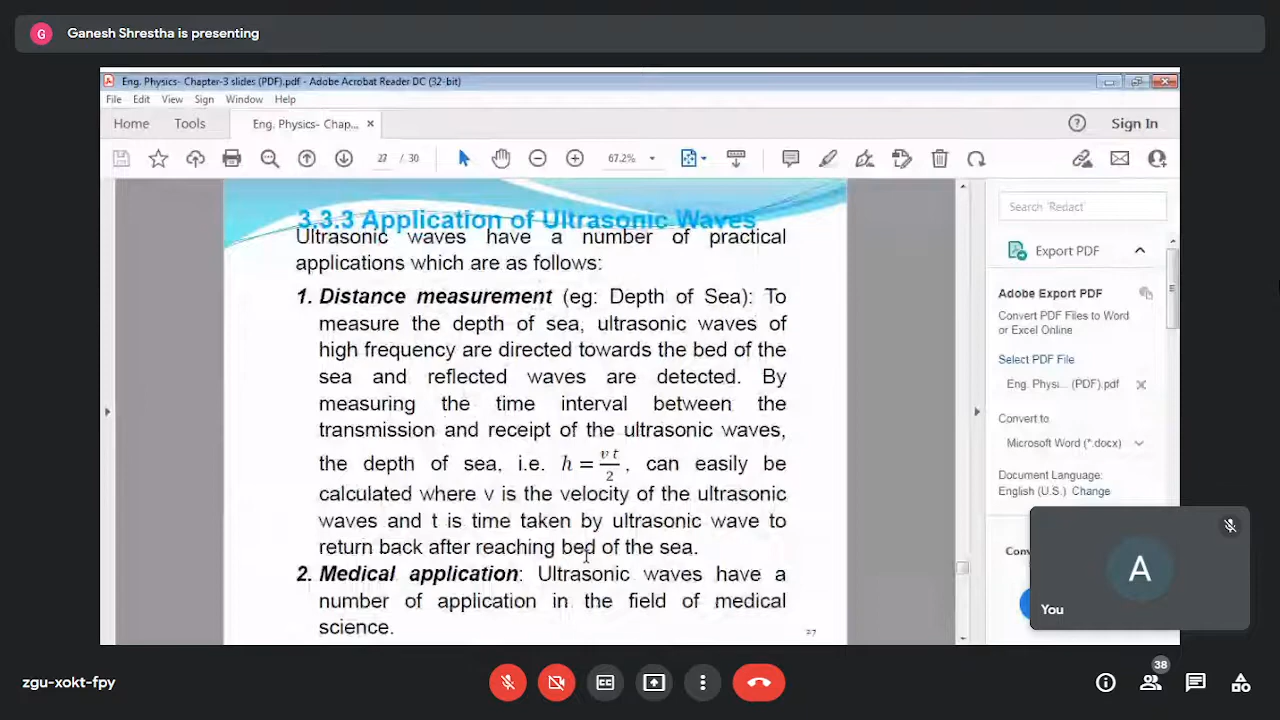 G
Ganesh Shrestha is presenting
Eng. Physics- Chapter-3 slides (PDF).pdf - Adobe Acrobat Reader DC (32-bit)
File Edit View Sign Window Help
Home Tools Eng. Physics- Chap... × ? Sign In
27 / 30 67.2%
3.3.3 Application of Ultrasonic Waves
Ultrasonic waves have a number of practical
applications which are as follows:
1. Distance measurement (eg: Depth of Sea): To
measure the depth of sea, ultrasonic waves of
high frequency are directed towards the bed of the
sea and reflected waves are detected. By
measuring the time interval between the
transmission and receipt of the ultrasonic waves,
the depth of sea, i.e. h = v t / 2 , can easily be
calculated where v is the velocity of the ultrasonic
waves and t is time taken by ultrasonic wave to
return back after reaching bed of the sea.
2. Medical application: Ultrasonic waves have a
number of application in the field of medical
science.
27
Search 'Redact'
Export PDF
Adobe Export PDF
Convert PDF Files to Word
or Excel Online
Select PDF File
Eng. Physi... (PDF).pdf
Convert to
Microsoft Word (*.docx)
Document Language:
English (U.S.) Change
Conv
A
You
zgu-xokt-fpy
CC
38